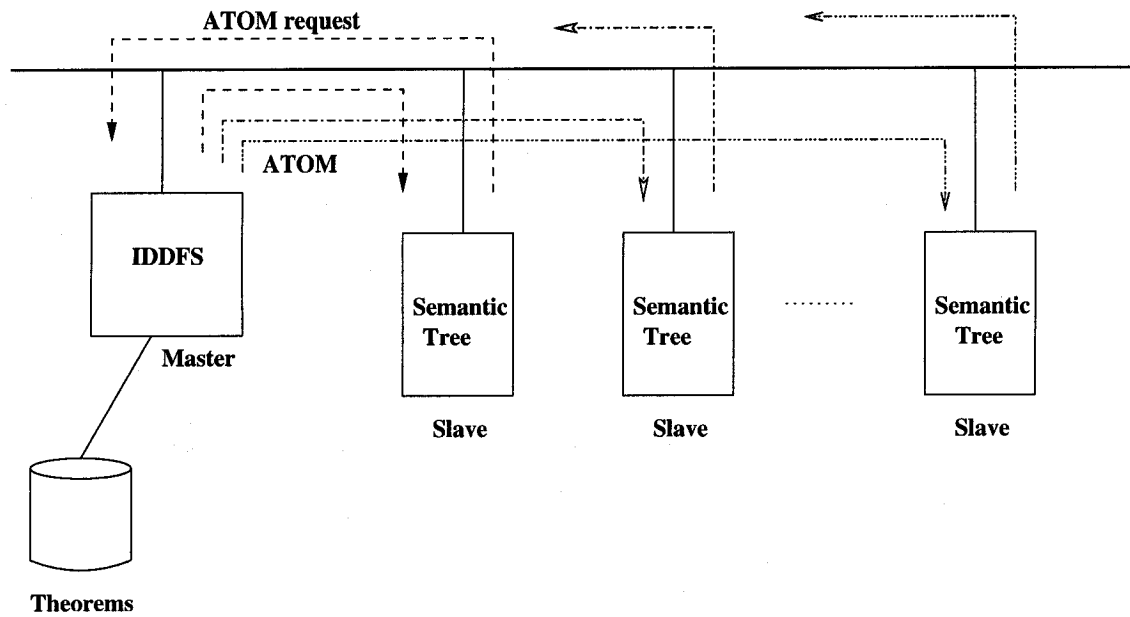 ATOM request
ATOM
IDDFS
Master
Semantic
Tree
Slave
Semantic
Tree
Slave
Semantic
Tree
Slave
Theorems